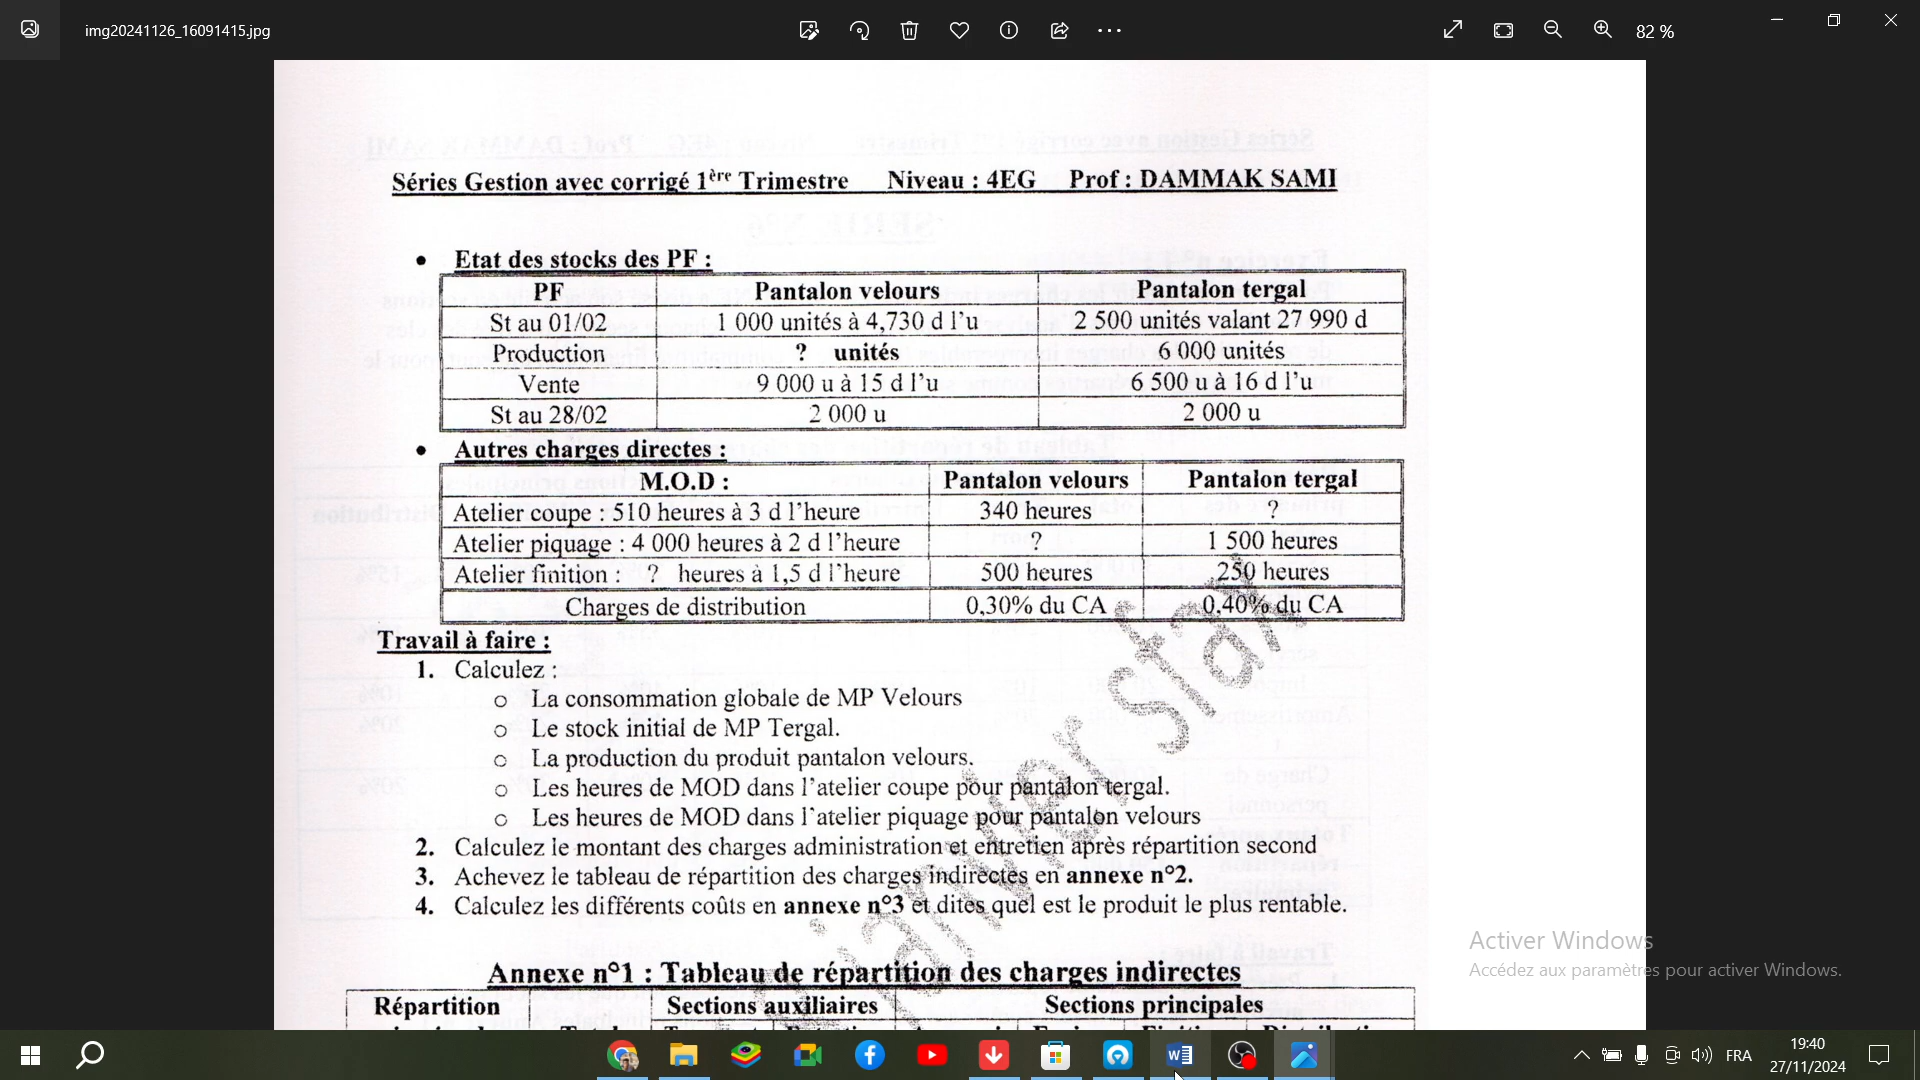 img20241126_16091415.jpg
82 %
Séries Gestion avec corrigé 1ère Trimestre Niveau : 4EG Prof : DAMMAK SAMI
• Etat des stocks des PF :
PF Pantalon velours Pantalon tergal
St au 01/02 1 000 unités à 4,730 d l'u 2 500 unités valant 27 990 d
Production ? unités 6 000 unités
Vente 9 000 u à 15 d l'u 6 500 u à 16 d l'u
St au 28/02 2 000 u 2 000 u
• Autres charges directes :
M.O.D : Pantalon velours Pantalon tergal
Atelier coupe : 510 heures à 3 d l'heure 340 heures ?
Atelier piquage : 4 000 heures à 2 d l'heure ? 1 500 heures
Atelier finition : ? heures à 1,5 d l'heure 500 heures 250 heures
Charges de distribution 0,30% du CA 0,40% du CA
Travail à faire :
1. Calculez :
o La consommation globale de MP Velours
o Le stock initial de MP Tergal.
o La production du produit pantalon velours.
o Les heures de MOD dans l'atelier coupe pour pantalon tergal.
o Les heures de MOD dans l'atelier piquage pour pantalon velours
2. Calculez le montant des charges administration et entretien après répartition second
3. Achevez le tableau de répartition des charges indirectes en annexe n°2.
4. Calculez les différents coûts en annexe n°3 et dites quel est le produit le plus rentable.
Annexe n°1 : Tableau de répartition des charges indirectes
Répartition Sections auxiliaires Sections principales
Activer Windows
Accédez aux paramètres pour activer Windows.
FRA
19:40
27/11/2024